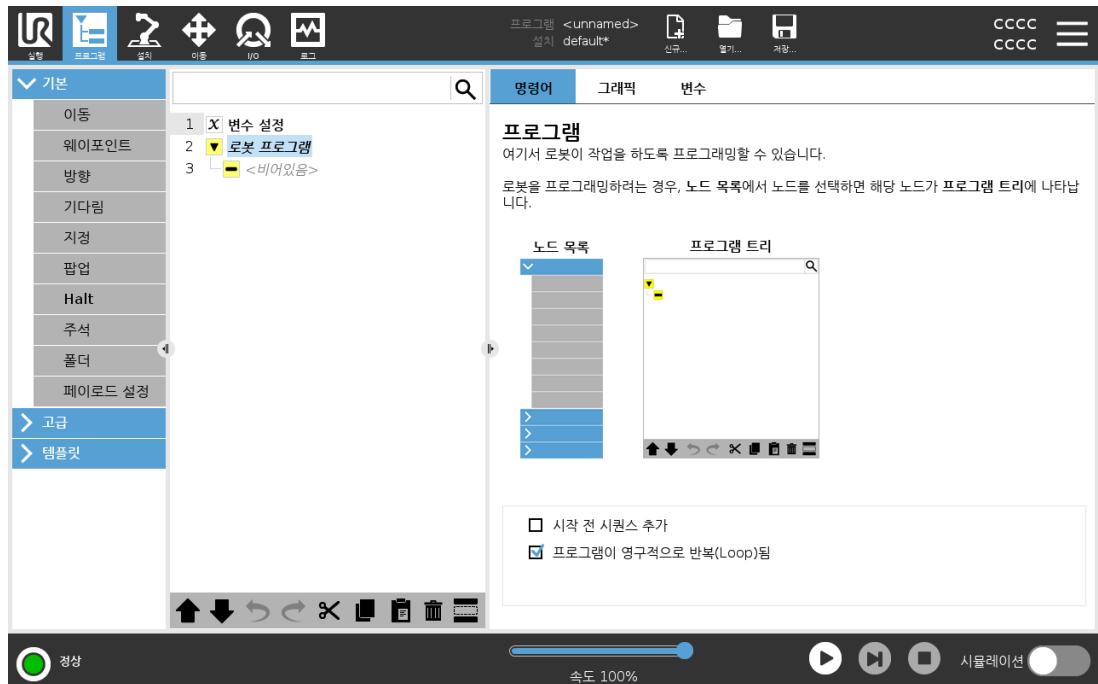 프로그램 <unnamed>
설치 default*
CCCC
CCCC
실행 프로그램 설치 이동 I/O 로그 신규... 열기... 저장...
기본
이동
웨이포인트
방향
기다림
지정
팝업
Halt
주석
폴더
페이로드 설정
고급
템플릿
1 X 변수 설정
2 로봇 프로그램
3 <비어있음>
명령어 그래픽 변수
프로그램
여기서 로봇이 작업을 하도록 프로그래밍할 수 있습니다.
로봇을 프로그래밍하려는 경우, 노드 목록에서 노드를 선택하면 해당 노드가 프로그램 트리에 나타납
니다.
노드 목록 프로그램 트리
시작 전 시퀀스 추가
프로그램이 영구적으로 반복(Loop)됨
정상
속도 100%
시뮬레이션